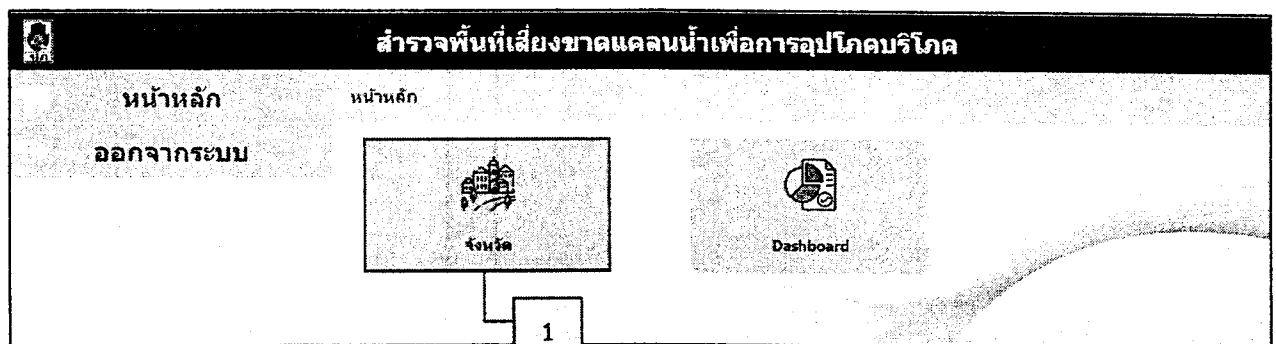 สำรวจพื้นที่เสี่ยงขาดแคลนน้ำเพื่อการอุปโภคบริโภค
หน้าหลัก
หน้าหลัก
ออกจากระบบ
จังหวัด
Dashboard
1